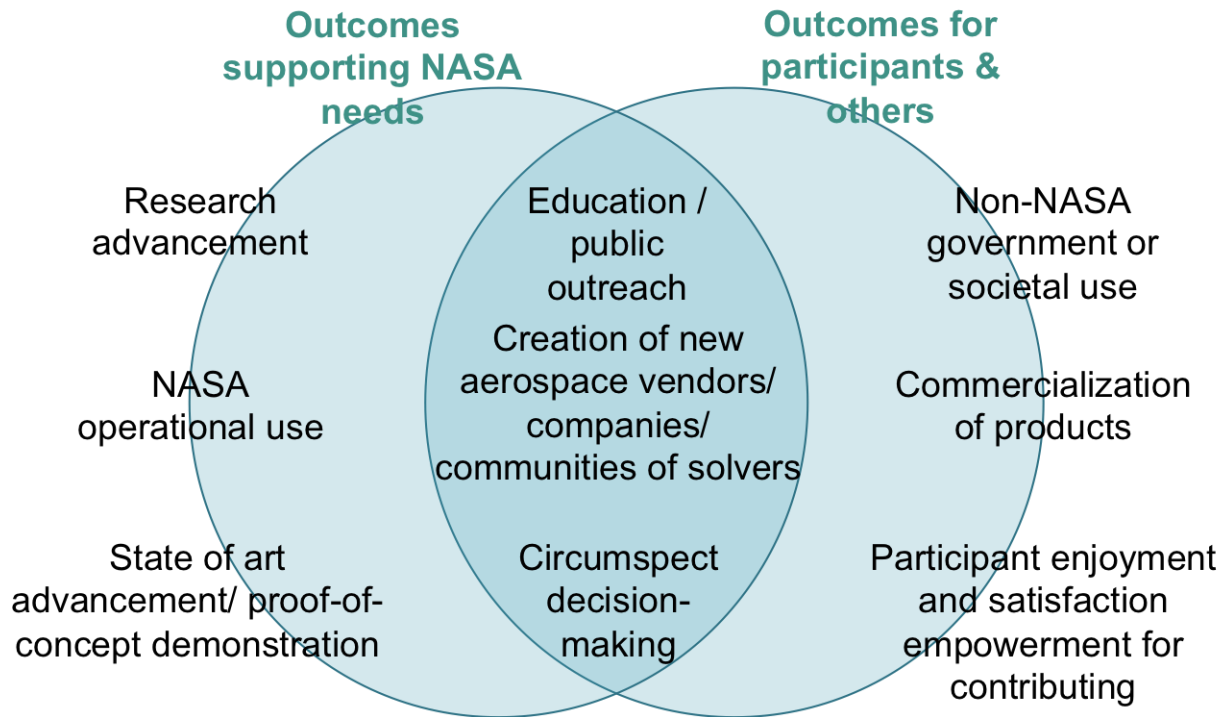 Outcomes
supporting NASA
needs
Outcomes for
participants &
others
Research
advancement
Education /
public
outreach
Non-NASA
government or
societal use
NASA
operational use
Creation of new
aerospace vendors/
companies/
communities of solvers
Commercialization
of products
State of art
advancement/ proof-of-
concept demonstration
Circumspect
decision-
making
Participant enjoyment
and satisfaction
empowerment for
contributing